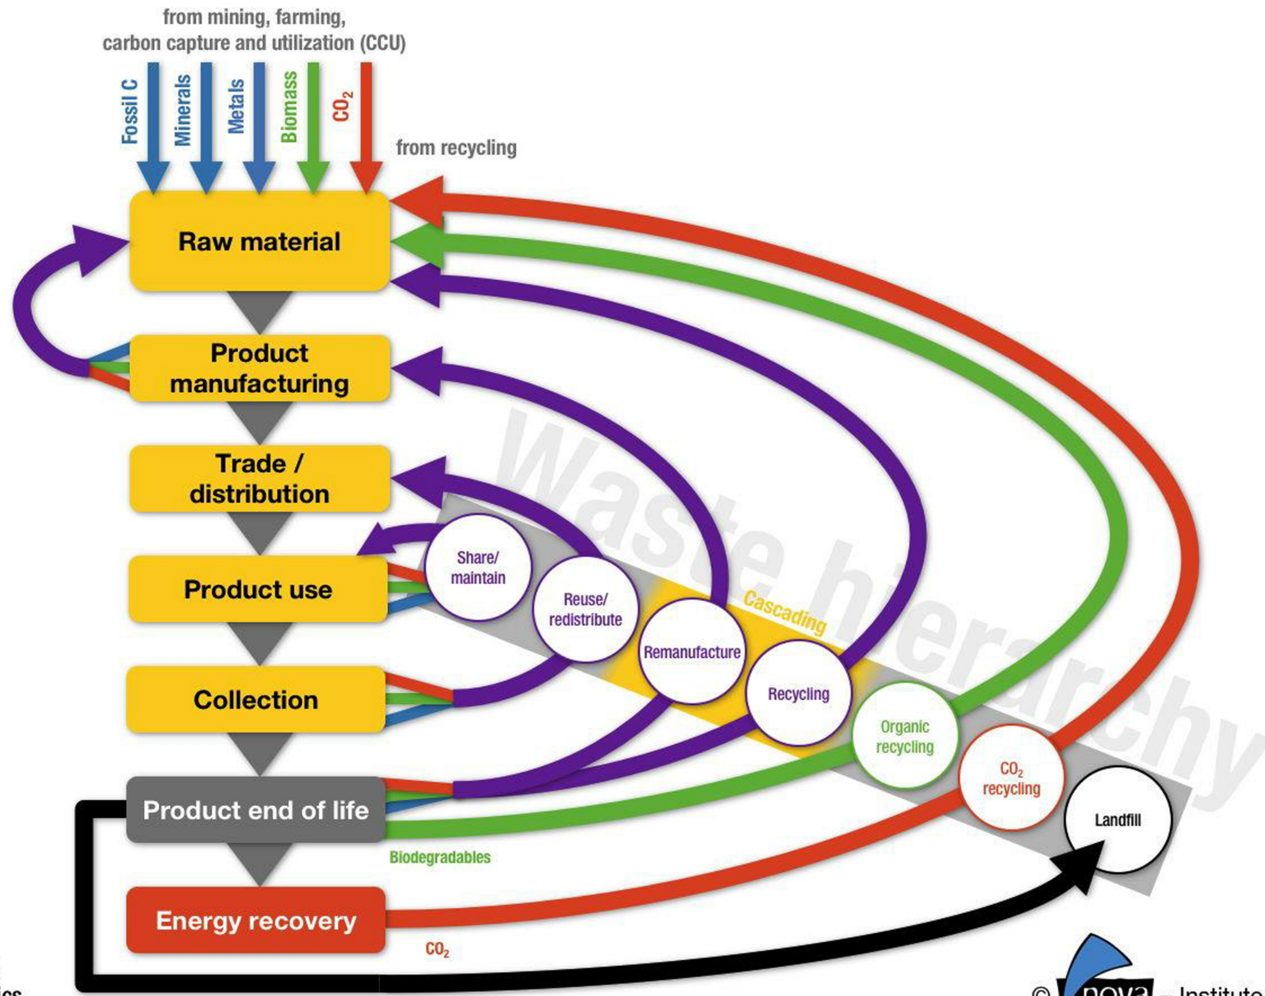 from mining, farming,
carbon capture and utilization (CCU)
Fossil C
Minerals
Metals
Biomass
CO₂
from recycling
Raw material
Product
manufacturing
Trade /
distribution
Product use
Collection
Product end of life
Energy recovery
Waste hierarchy
Cascading
Share/
maintain
Reuse/
redistribute
Remanufacture
Recycling
Organic
recycling
CO₂
recycling
Landfill
Biodegradables
CO₂
© nova – Institute